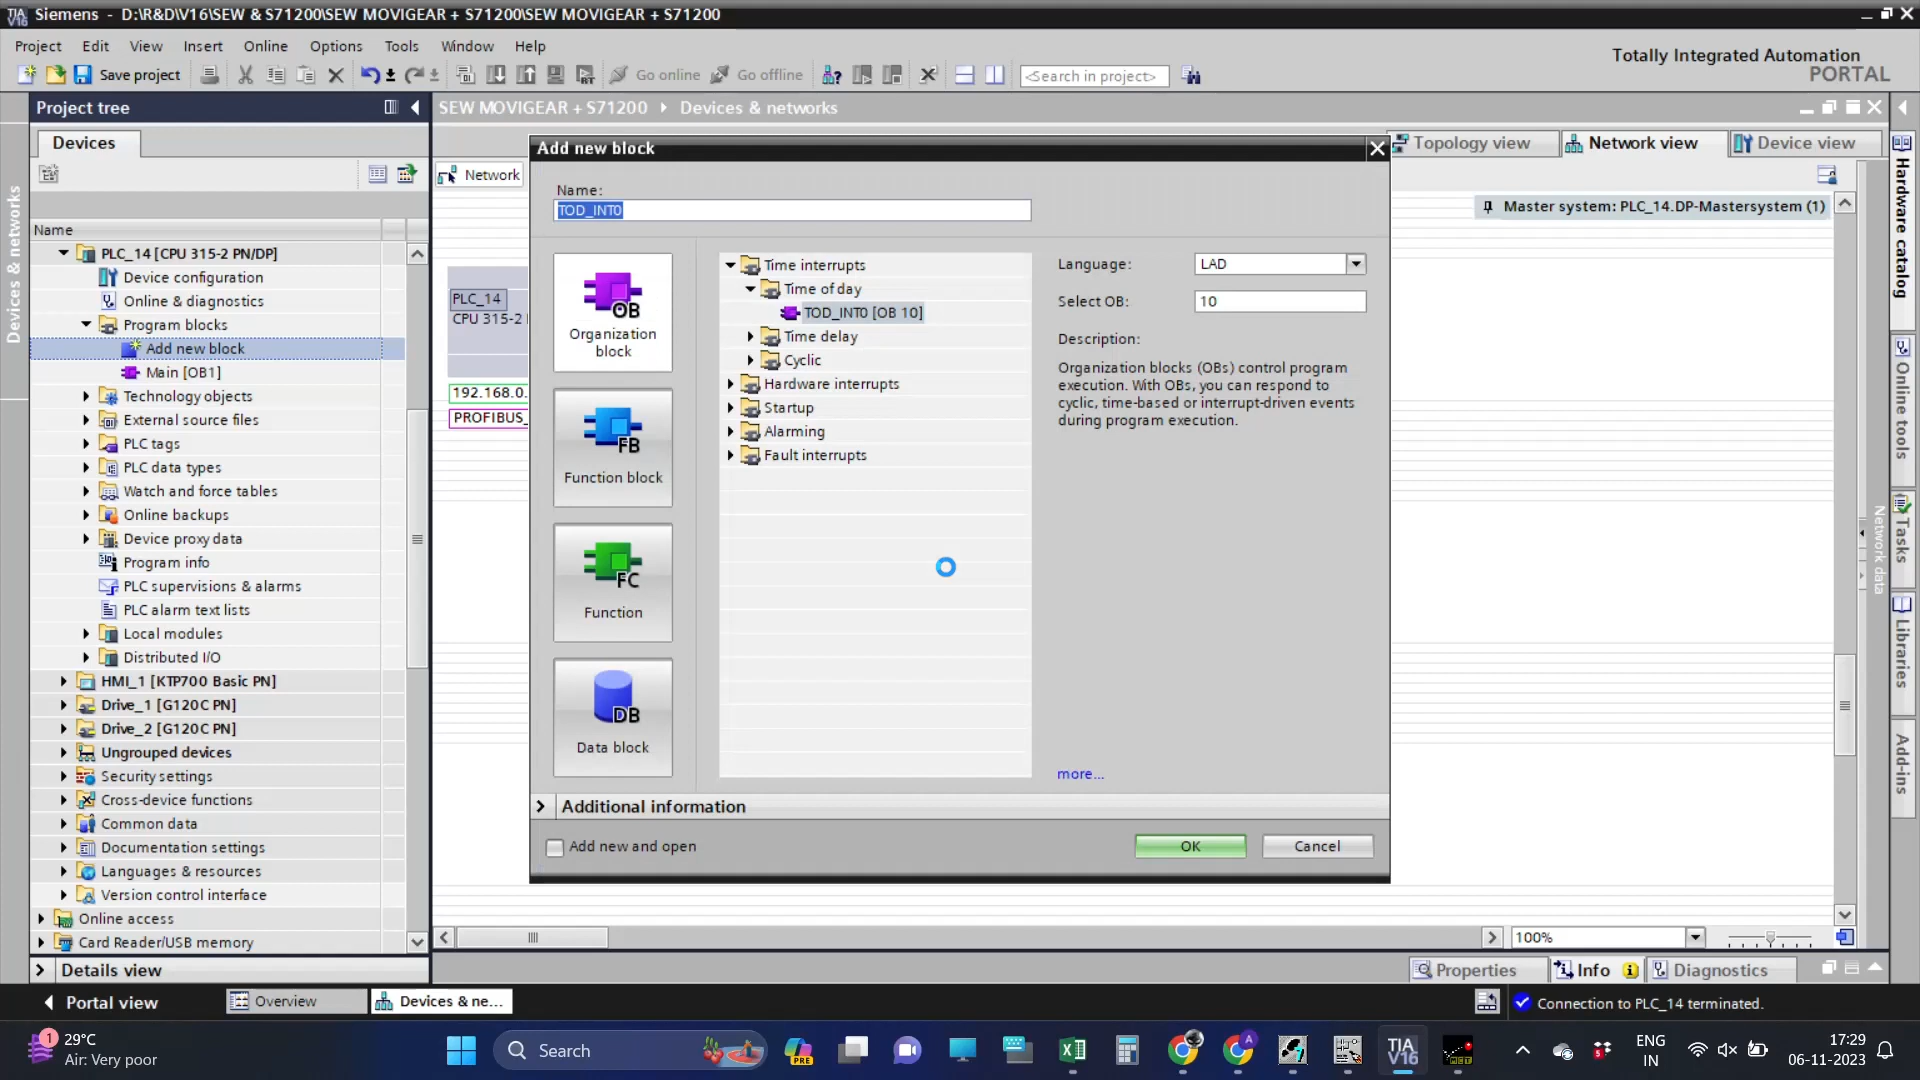 Siemens - D:\R&D\V16\SEW & S71200\SEW MOVIGEAR + S71200\SEW MOVIGEAR + S71200
Project Edit View Insert Online Options Tools Window Help
Totally Integrated Automation
PORTAL
Save project
Go online
Go offline
<Search in project>
Project tree
SEW MOVIGEAR + S71200 Devices & networks
Devices
Topology view
Network view
Device view
Network
Master system: PLC_14.DP-Mastersystem (1)
Name
PLC_14 [CPU 315-2 PN/DP]
Device configuration
Online & diagnostics
Program blocks
Add new block
Main [OB1]
Technology objects
External source files
PLC tags
PLC data types
Watch and force tables
Online backups
Device proxy data
Program info
PLC supervisions & alarms
PLC alarm text lists
Local modules
Distributed I/O
HMI_1 [KTP700 Basic PN]
Drive_1 [G120C PN]
Drive_2 [G120C PN]
Ungrouped devices
Security settings
Cross-device functions
Common data
Documentation settings
Languages & resources
Version control interface
Online access
Card Reader/USB memory
Details view
Devices & networks
PLC_14
CPU 315-2
192.168.0.
PROFIBUS_
Add new block
Name:
TOD_INT0
OB
Organization
block
FB
Function block
FC
Function
DB
Data block
Time interrupts
Time of day
TOD_INT0 [OB 10]
Time delay
Cyclic
Hardware interrupts
Startup
Alarming
Fault interrupts
Language: LAD
Select OB: 10
Description:
Organization blocks (OBs) control program
execution. With OBs, you can respond to
cyclic, time-based or interrupt-driven events
during program execution.
more...
Additional information
Add new and open
OK
Cancel
Hardware catalog
Online tools
Tasks
Libraries
Add-ins
Network data
100%
Properties
Info
Diagnostics
Portal view
Overview
Devices & ne...
Connection to PLC_14 terminated.
1
29°C
Air: Very poor
Search
PRE
TIA
V16
ENG
IN
17:29
06-11-2023